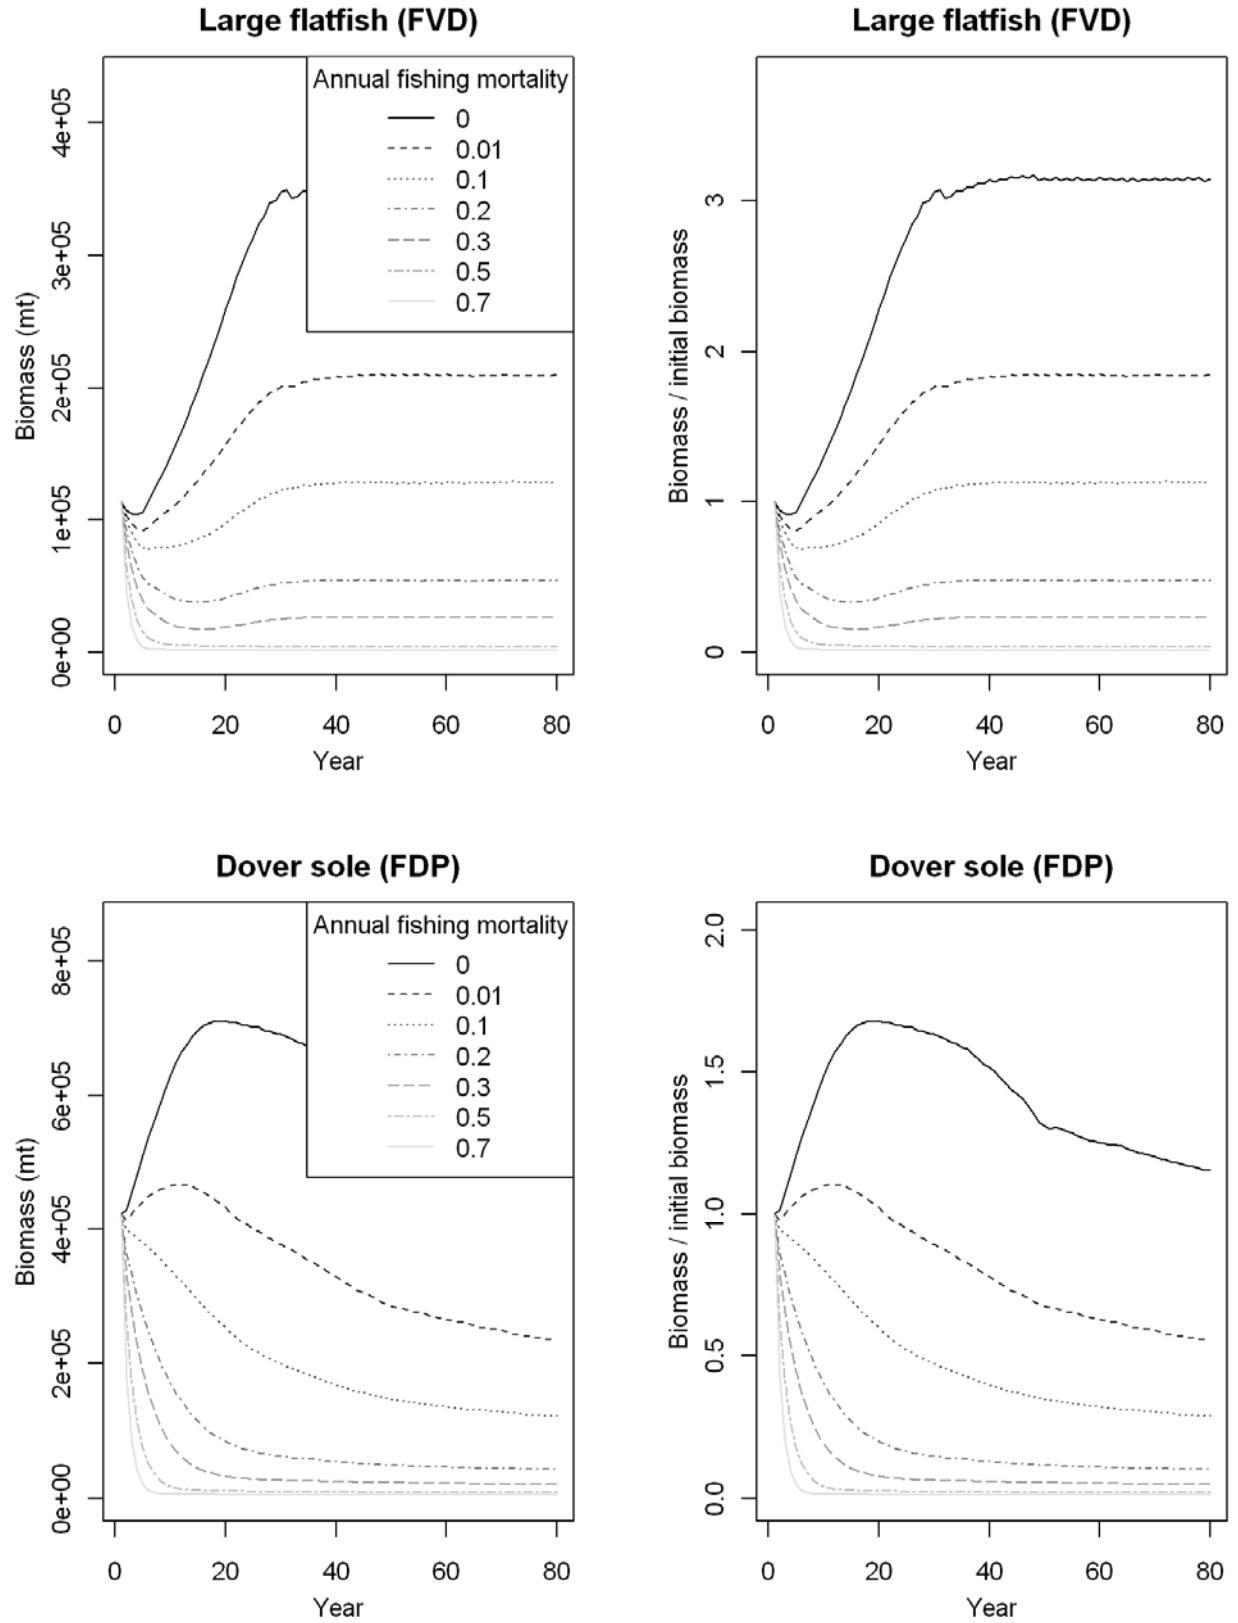 Large flatfish (FVD)
Annual fishing mortality
0
0.01
0.1
0.2
0.3
0.5
0.7
Biomass (mt)
0e+00 1e+05 2e+05 3e+05 4e+05
0 20 40 60 80
Year
Large flatfish (FVD)
Biomass / initial biomass
0 1 2 3
0 20 40 60 80
Year
Dover sole (FDP)
Annual fishing mortality
0
0.01
0.1
0.2
0.3
0.5
0.7
Biomass (mt)
0e+00 2e+05 4e+05 6e+05 8e+05
0 20 40 60 80
Year
Dover sole (FDP)
Biomass / initial biomass
0.0 0.5 1.0 1.5 2.0
0 20 40 60 80
Year